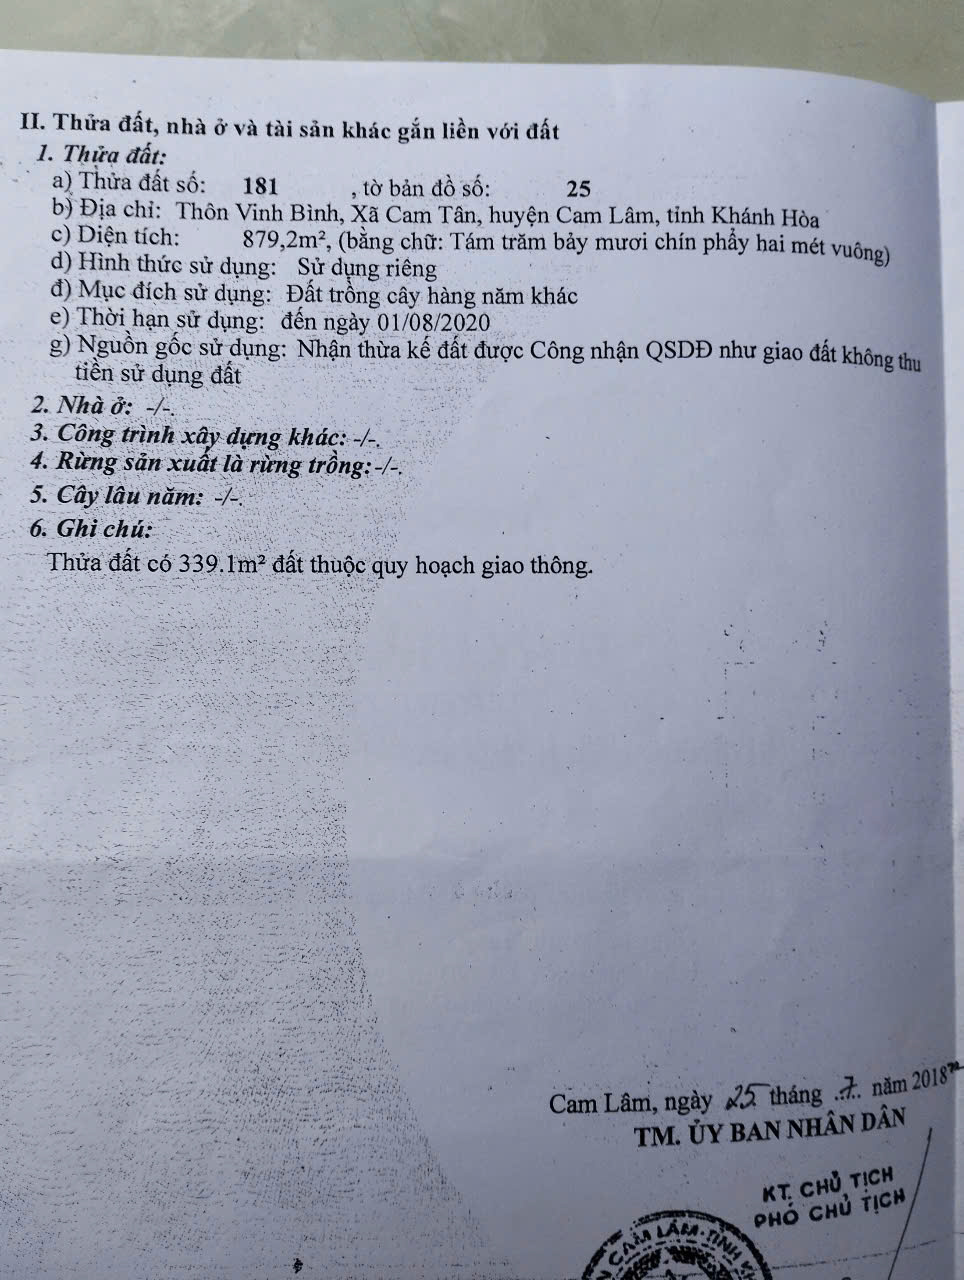 II. Thửa đất, nhà ở và tài sản khác gắn liền với đất
1. Thửa đất:
a) Thửa đất số: 181 , tờ bản đồ số: 25
b) Địa chỉ: Thôn Vinh Bình, Xã Cam Tân, huyện Cam Lâm, tỉnh Khánh Hòa
c) Diện tích: 879,2m², (bằng chữ: Tám trăm bảy mươi chín phẩy hai mét vuông)
d) Hình thức sử dụng: Sử dụng riêng
đ) Mục đích sử dụng: Đất trồng cây hàng năm khác
e) Thời hạn sử dụng: đến ngày 01/08/2020
g) Nguồn gốc sử dụng: Nhận thừa kế đất được Công nhận QSDĐ như giao đất không thu
tiền sử dụng đất
2. Nhà ở: -/-.
3. Công trình xây dựng khác: -/-.
4. Rừng sản xuất là rừng trồng: -/-.
5. Cây lâu năm: -/-.
6. Ghi chú:
Thửa đất có 339.1m² đất thuộc quy hoạch giao thông.
Cam Lâm, ngày 25 tháng .7. năm 2018
TM. ỦY BAN NHÂN DÂN
KT. CHỦ TỊCH
PHÓ CHỦ TỊCH
CAM LÂM-TỈNH